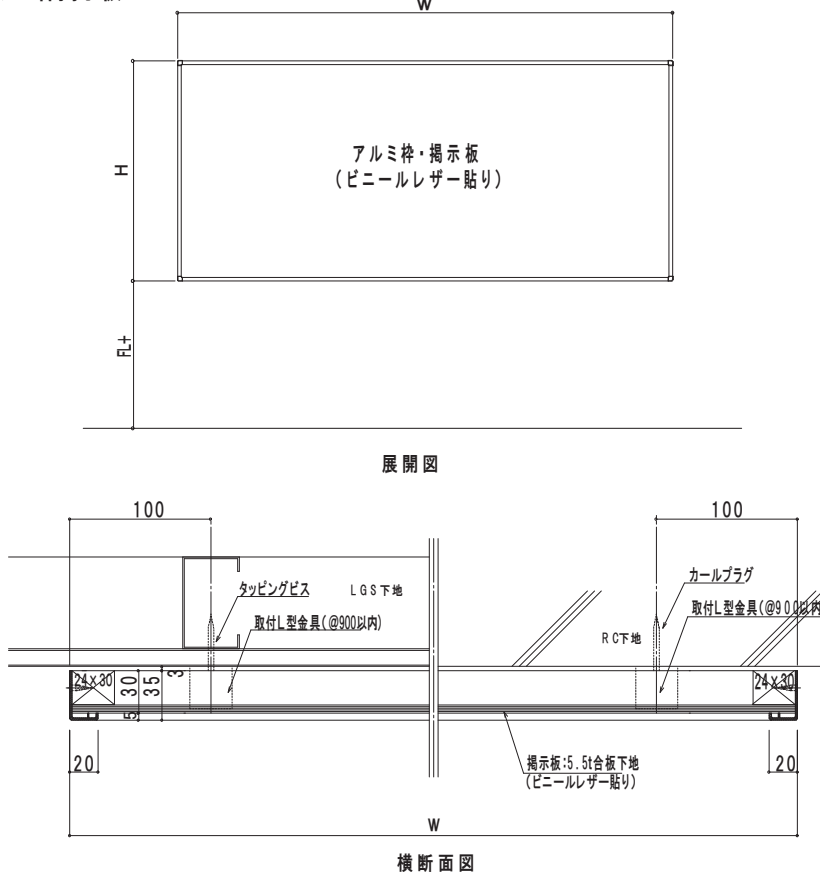 W
アルミ枠・掲示板
(ビニールレザー貼り)
H
FL+
展開図
100
100
タッピングビス
LGS下地
カールプラグ
取付L型金具(@900以内)
取付L型金具(@900以内
RC下地
24×30
30
35
3
5
24×30
20
20
掲示板:5.5t合板下地
(ビニールレザー貼り)
W
横断面図